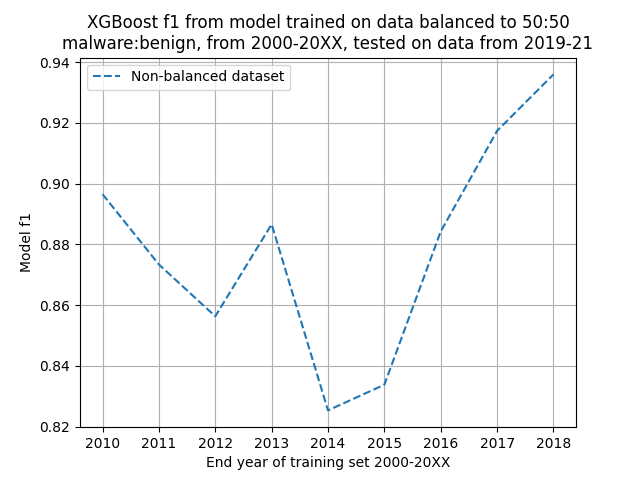 XGBoost f1 from model trained on data balanced to 50:50
malware:benign, from 2000-20XX, tested on data from 2019-21
Non-balanced dataset
0.94
0.92
0.90
0.88
0.86
0.84
0.82
Model f1
2010 2011 2012 2013 2014 2015 2016 2017 2018
End year of training set 2000-20XX